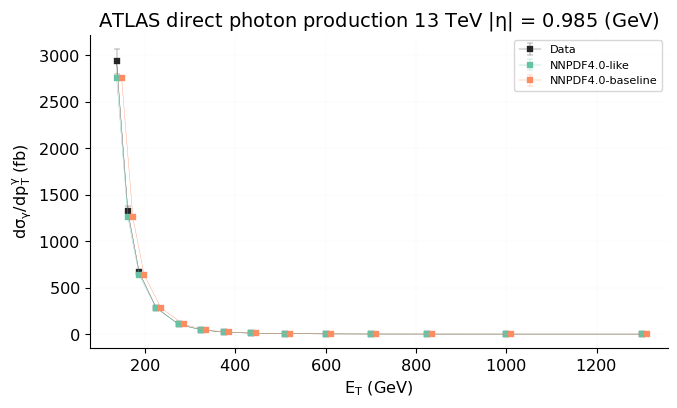 ATLAS direct photon production 13 TeV |η| = 0.985 (GeV)
Data
NNPDF4.0-like
NNPDF4.0-baseline
3000
2500
2000
1500
1000
500
0
dσγ/dpγT (fb)
200
400
600
800
1000
1200
ET (GeV)